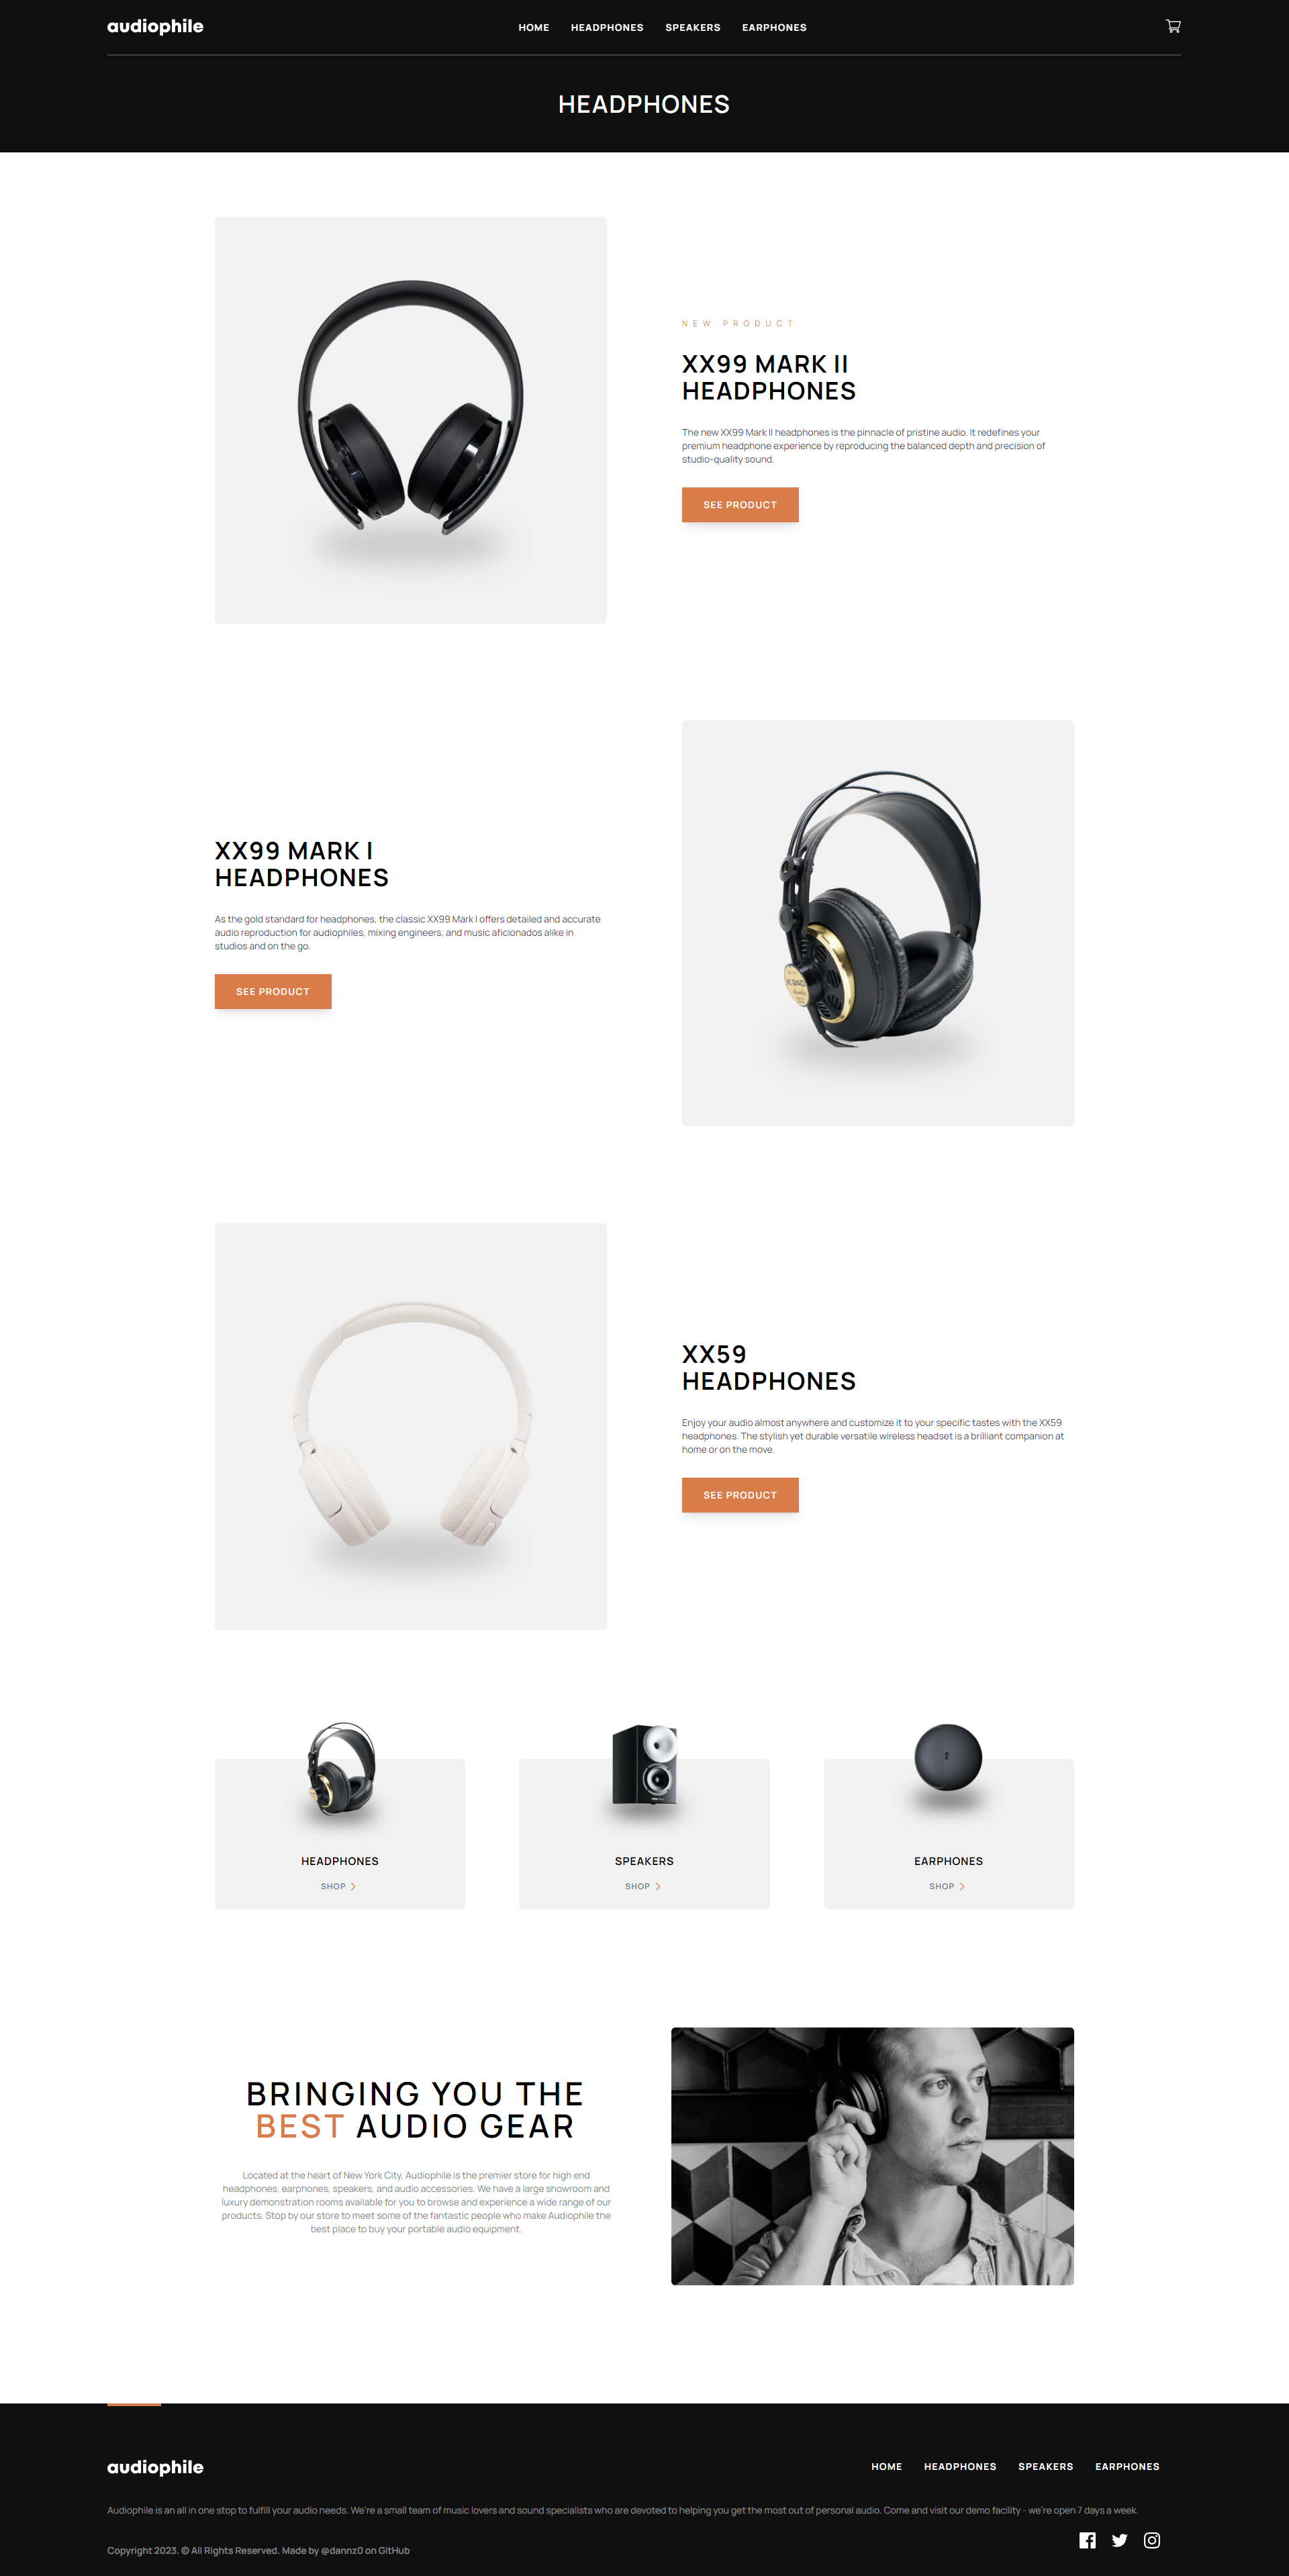 audiophile
HOME HEADPHONES SPEAKERS EARPHONES
HEADPHONES
NEW PRODUCT
XX99 MARK II
HEADPHONES
The new XX99 Mark II headphones is the pinnacle of pristine audio. It redefines your
premium headphone experience by reproducing the balanced depth and precision of
studio-quality sound.
SEE PRODUCT
XX99 MARK I
HEADPHONES
As the gold standard for headphones, the classic XX99 Mark I offers detailed and accurate
audio reproduction for audiophiles, mixing engineers, and music aficionados alike in
studios and on the go.
SEE PRODUCT
K 240
XX59
HEADPHONES
Enjoy your audio almost anywhere and customize it to your specific tastes with the XX59
headphones. The stylish yet durable versatile wireless headset is a brilliant companion at
home or on the move.
SEE PRODUCT
HEADPHONES
SHOP
SPEAKERS
SHOP
EARPHONES
SHOP
BRINGING YOU THE
BEST AUDIO GEAR
Located at the heart of New York City, Audiophile is the premier store for high end
headphones, earphones, speakers, and audio accessories. We have a large showroom and
luxury demonstration rooms available for you to browse and experience a wide range of our
products. Stop by our store to meet some of the fantastic people who make Audiophile the
best place to buy your portable audio equipment.
audiophile
HOME HEADPHONES SPEAKERS EARPHONES
Audiophile is an all in one stop to fulfill your audio needs. We're a small team of music lovers and sound specialists who are devoted to helping you get the most out of personal audio. Come and visit our demo facility - we're open 7 days a week.
Copyright 2023. © All Rights Reserved. Made by @dannz0 on GitHub